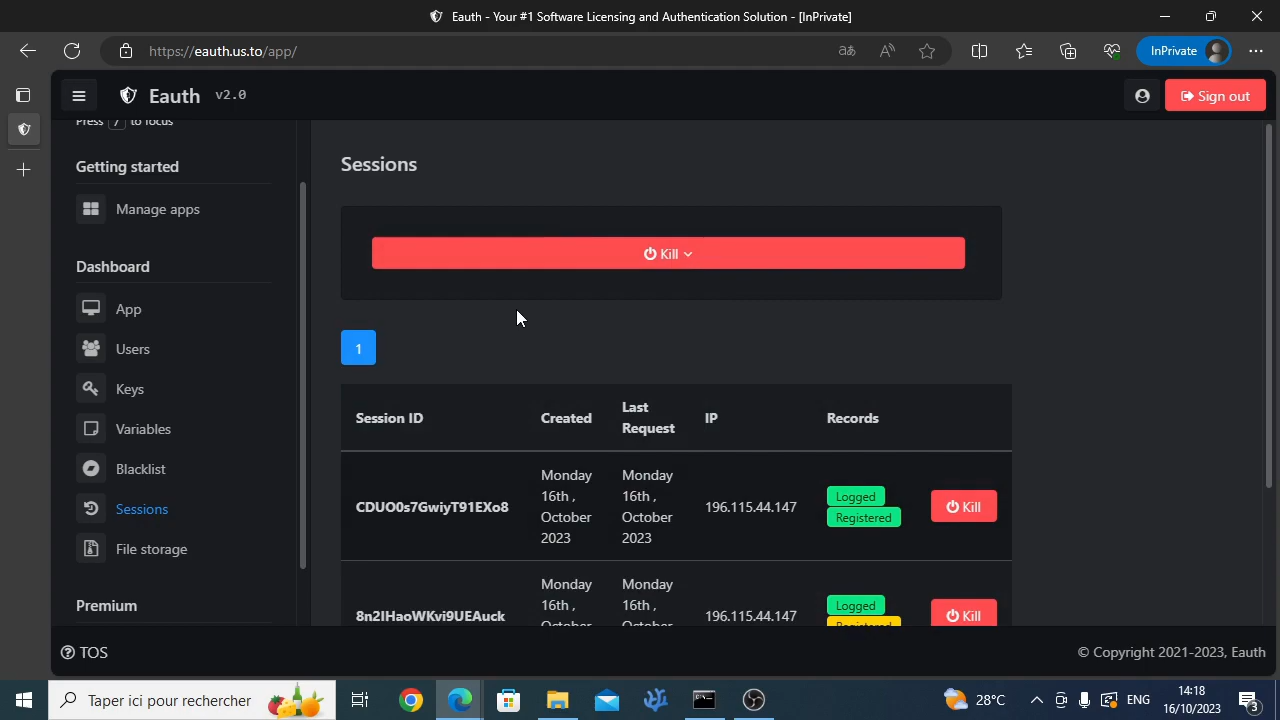 Eauth - Your #1 Software Licensing and Authentication Solution - [InPrivate]
https://eauth.us.to/app/
InPrivate
Eauth v2.0
Sign out
Press / to focus
Getting started
Manage apps
Dashboard
App
Users
Keys
Variables
Blacklist
Sessions
File storage
Premium
Sessions
Kill
1
Session ID Created Last Request IP Records
CDUO0s7GwiyT91EXo8
Monday
16th ,
October
2023
Monday
16th ,
October
2023
196.115.44.147
Logged
Registered
Kill
8n2IHaoWKvi9UEAuck
Monday
16th ,
October
Monday
16th ,
October
196.115.44.147
Logged
Registered
Kill
TOS
© Copyright 2021-2023, Eauth
Taper ici pour rechercher
28°C
ENG
14:18
16/10/2023
3